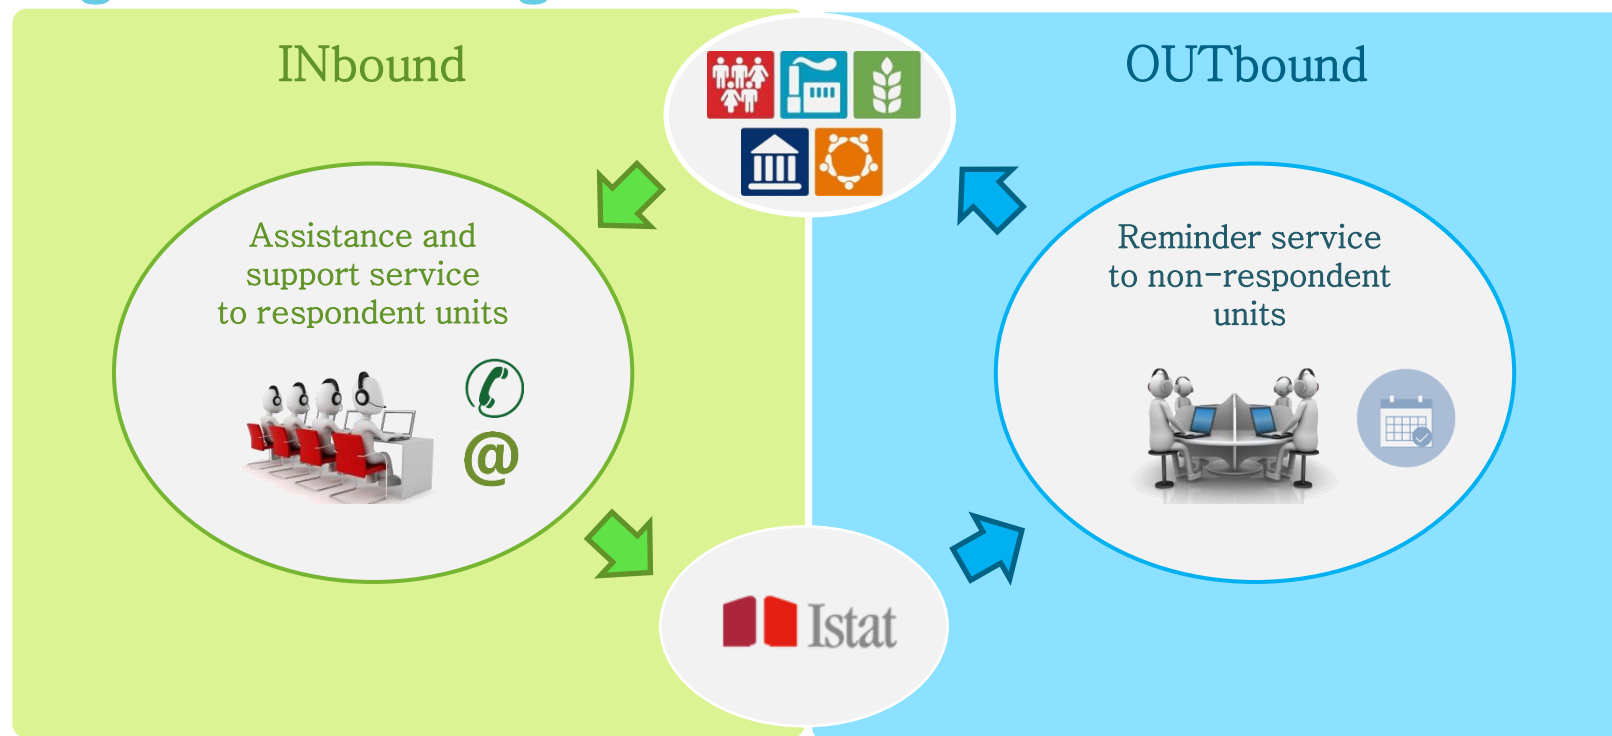 INbound
OUTbound
Assistance and
support service
to respondent units
@
Reminder service
to non-respondent
units
Istat